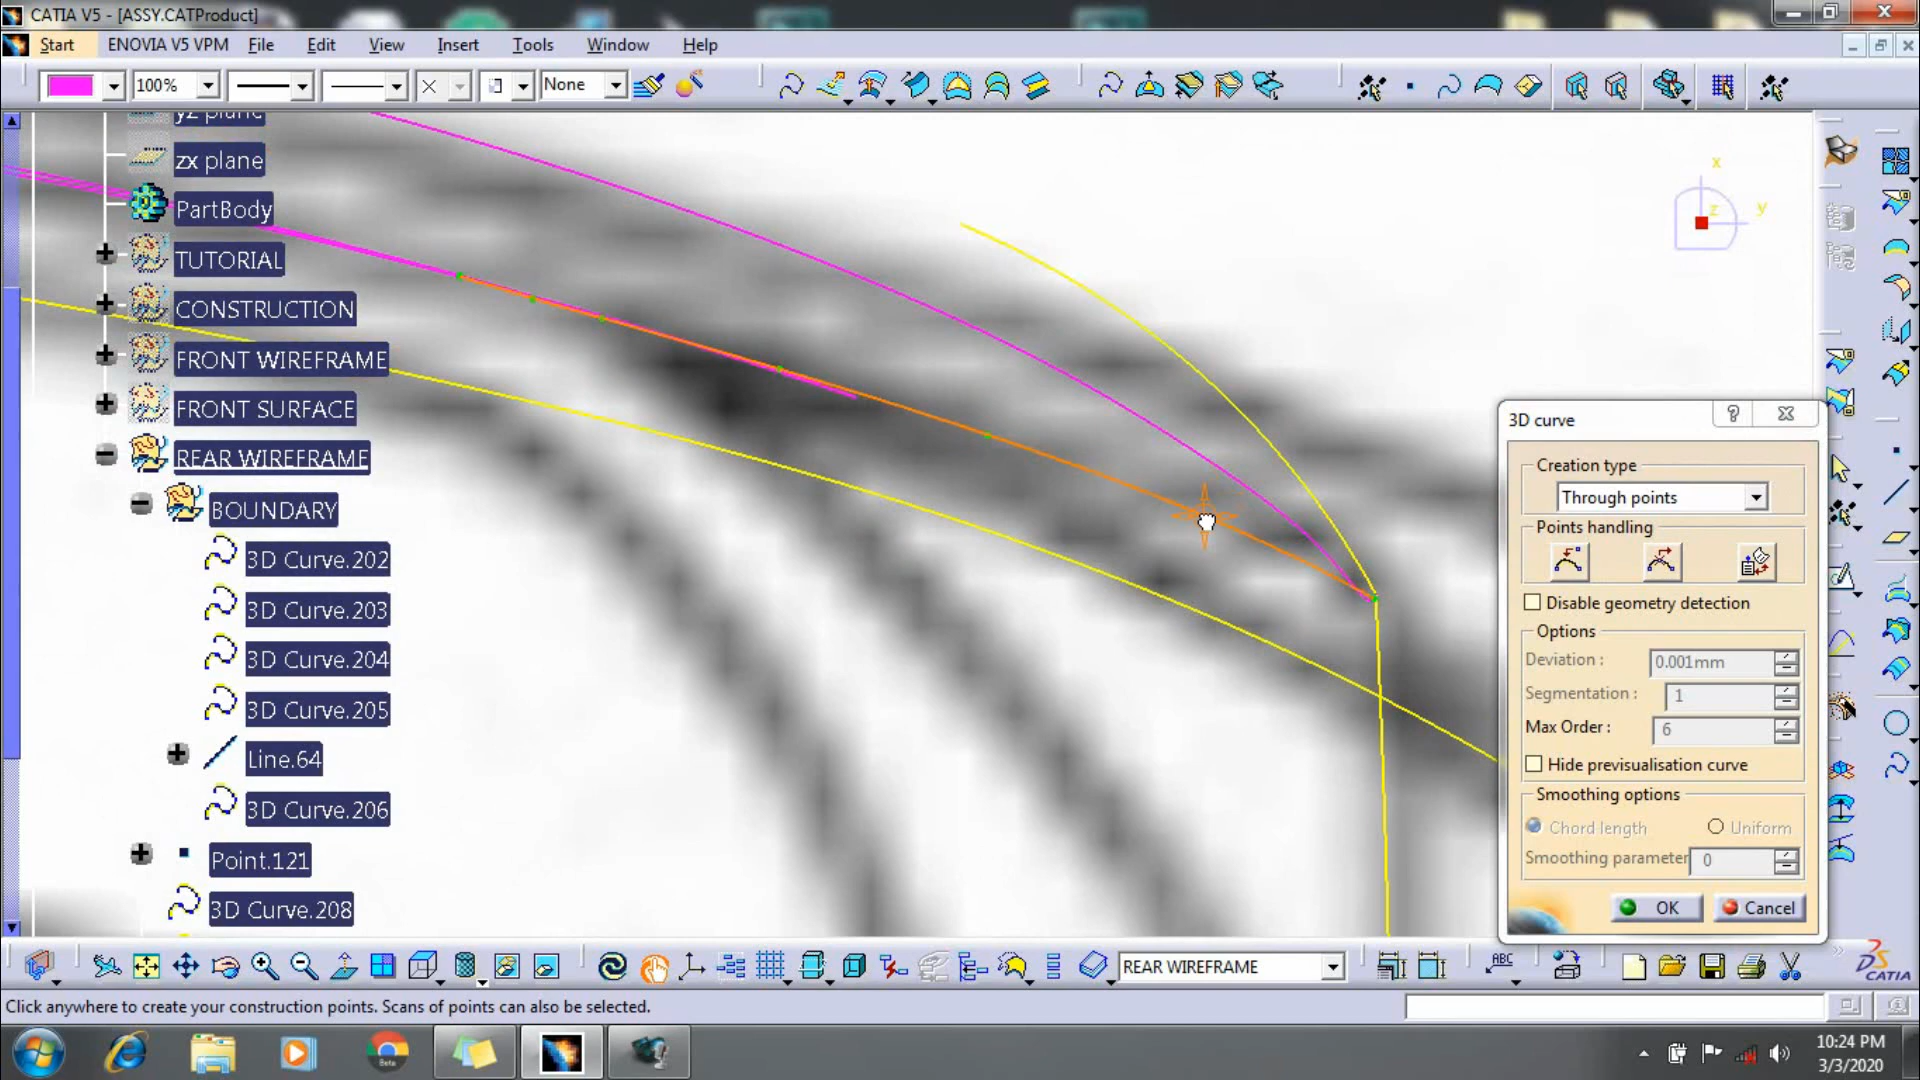 CATIA V5 - [ASSY.CATProduct]
Start ENOVIA V5 VPM File Edit View Insert Tools Window Help
100% None
yz plane
zx plane
PartBody
TUTORIAL
CONSTRUCTION
FRONT WIREFRAME
FRONT SURFACE
REAR WIREFRAME
BOUNDARY
3D Curve.202
3D Curve.203
3D Curve.204
3D Curve.205
Line.64
3D Curve.206
Point.121
3D Curve.208
x
y
z
3D curve
?
Creation type
Through points
Points handling
Disable geometry detection
Options
Deviation : 0.001mm
Segmentation : 1
Max Order : 6
Hide previsualisation curve
Smoothing options
Chord length Uniform
Smoothing parameter 0
OK Cancel
REAR WIREFRAME
ABC
CATIA
Click anywhere to create your construction points. Scans of points can also be selected.
Beta
10:24 PM
3/3/2020